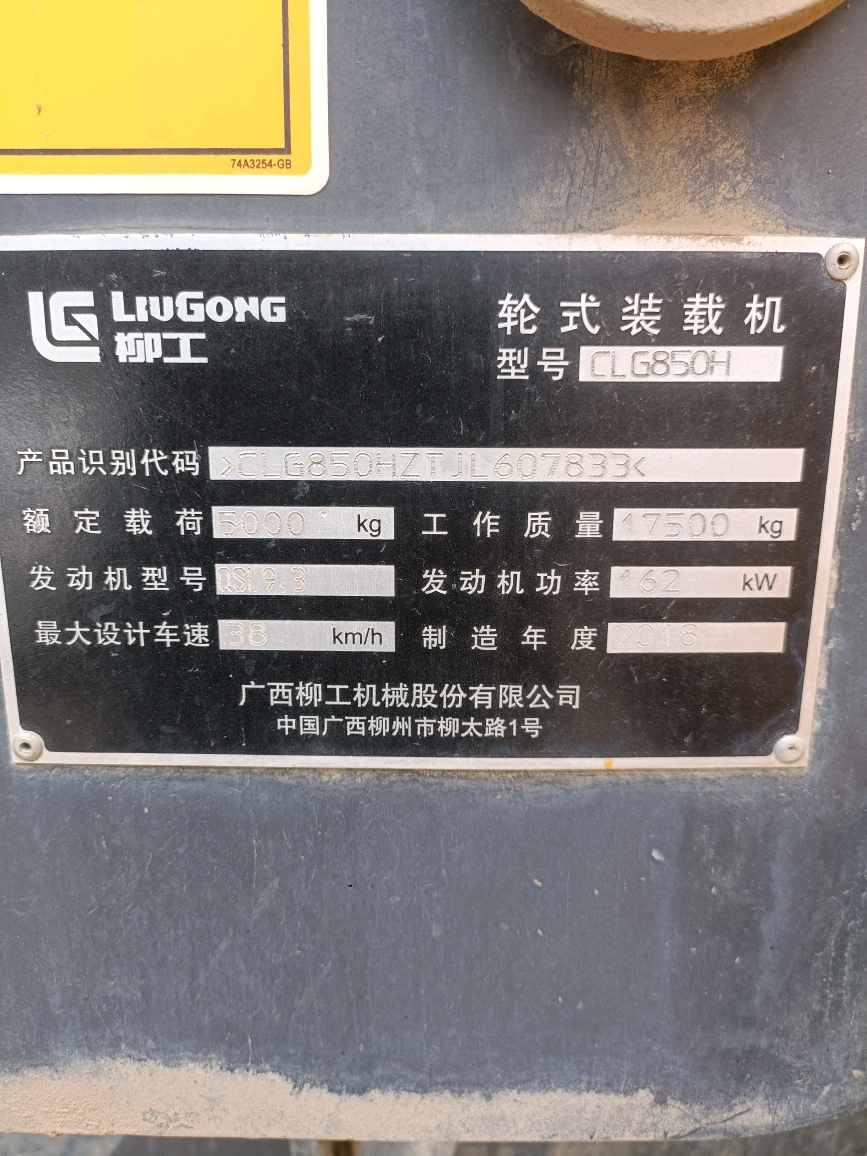 74A3254-GB
LIUGONG
柳工
轮式装载机
型号 CLG850H
产品识别代码 >CLG850HZTJL607833<
额定载荷 5000 kg 工作质量 17500 kg
发动机型号 QSL9.3 发动机功率 162 kW
最大设计车速 38 km/h 制造年度 2018
广西柳工机械股份有限公司
中国广西柳州市柳太路1号